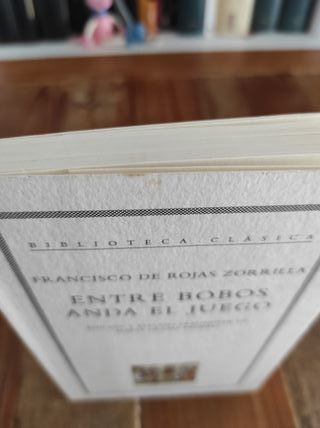 BIBLIOTECA CLÁSICA
FRANCISCO DE ROJAS ZORRILLA
ENTRE BOBOS
ANDA EL JUEGO